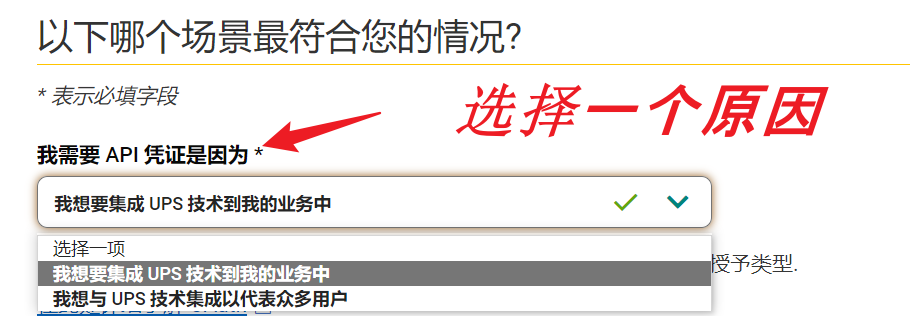 以下哪个场景最符合您的情况?
* 表示必填字段
选择一个原因
我需要 API 凭证是因为 *
我想要集成 UPS 技术到我的业务中
选择一项
授予类型.
我想要集成 UPS 技术到我的业务中
我想与 UPS 技术集成以代表众多用户